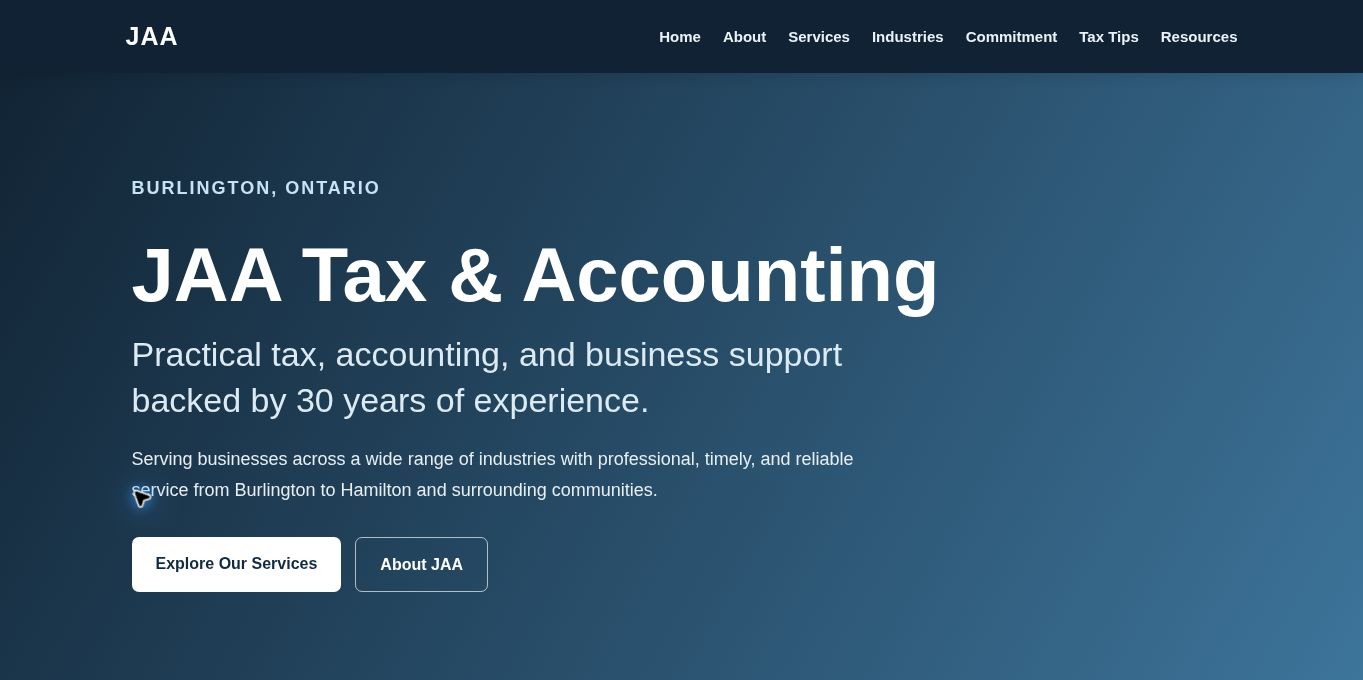 JAA
Home About Services Industries Commitment Tax Tips Resources
BURLINGTON, ONTARIO
JAA Tax & Accounting
Practical tax, accounting, and business support
backed by 30 years of experience.
Serving businesses across a wide range of industries with professional, timely, and reliable
service from Burlington to Hamilton and surrounding communities.
Explore Our Services About JAA